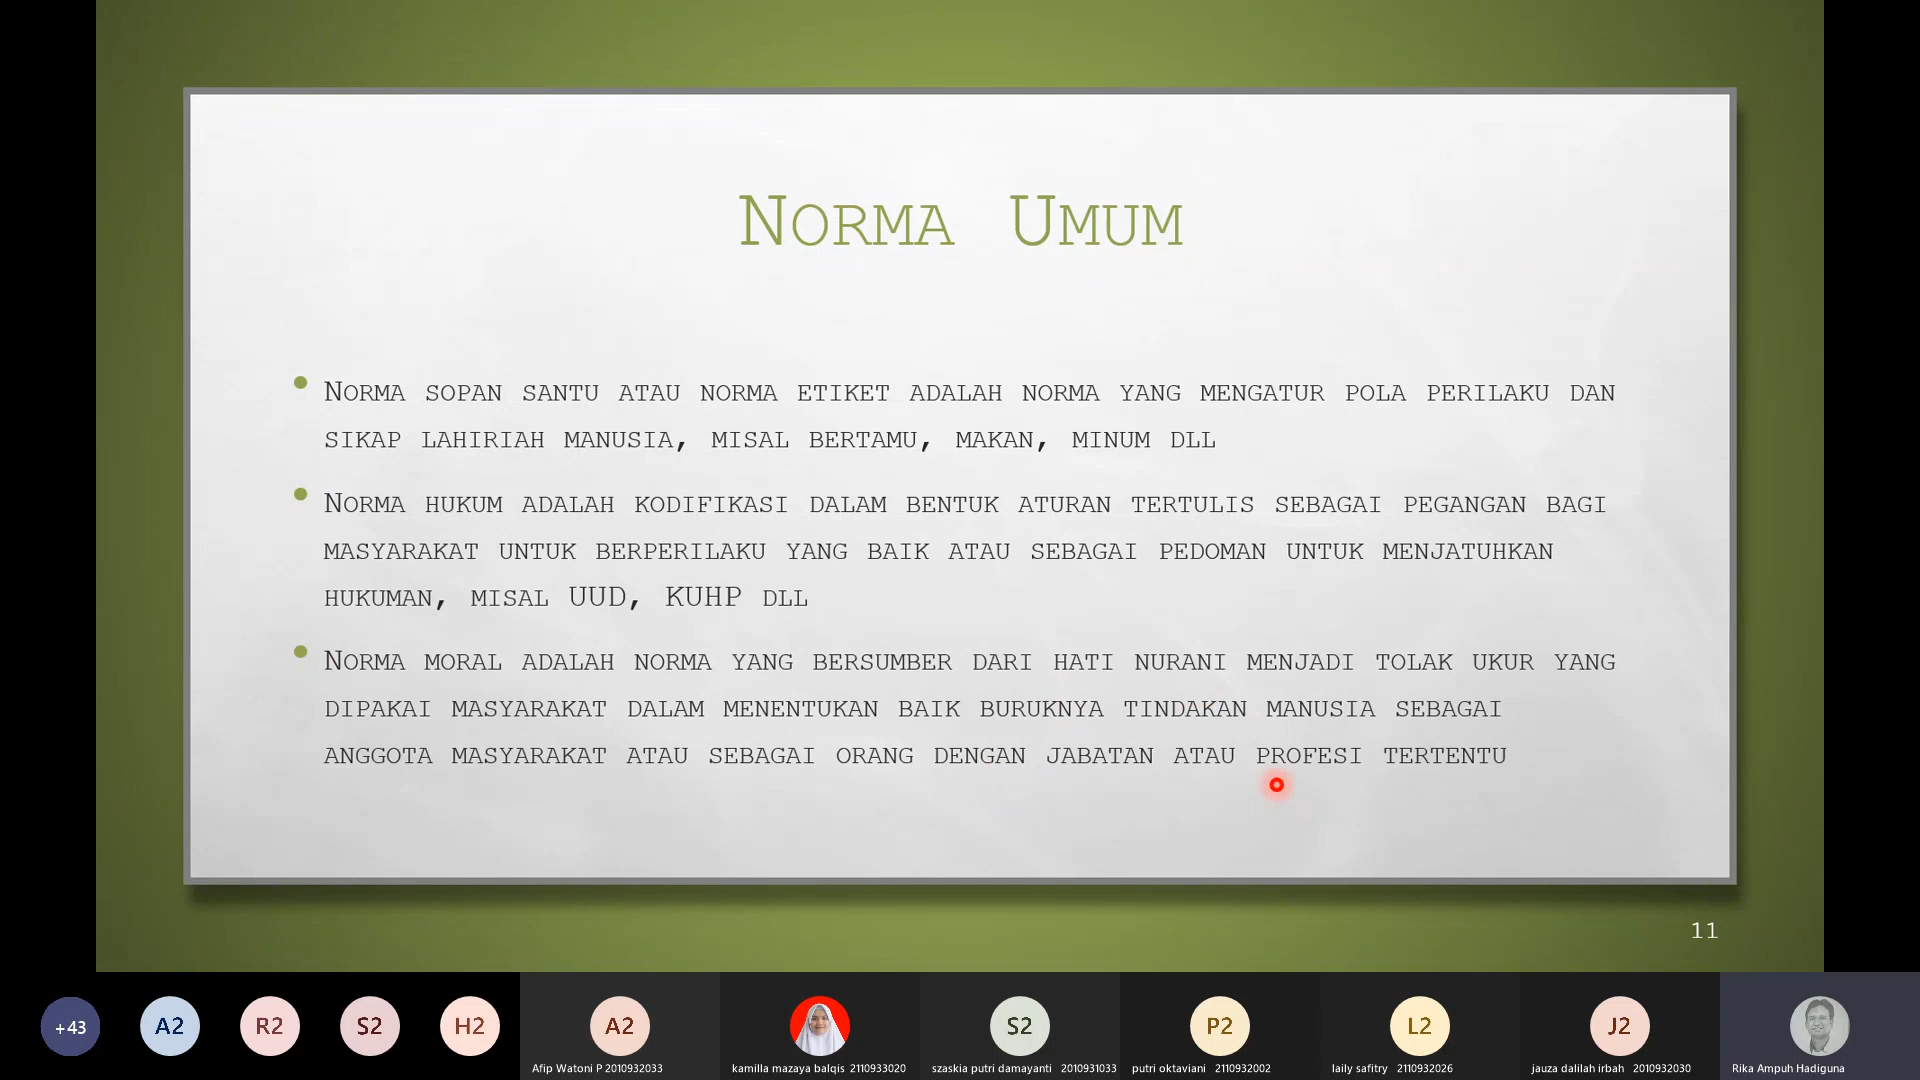 Norma Umum
• Norma sopan santu atau norma etiket adalah norma yang mengatur pola perilaku dan
sikap lahiriah manusia, misal bertamu, makan, minum dll
• Norma hukum adalah kodifikasi dalam bentuk aturan tertulis sebagai pegangan bagi
masyarakat untuk berperilaku yang baik atau sebagai pedoman untuk menjatuhkan
hukuman, misal UUD, KUHP dll
• Norma moral adalah norma yang bersumber dari hati nurani menjadi tolak ukur yang
dipakai masyarakat dalam menentukan baik buruknya tindakan manusia sebagai
anggota masyarakat atau sebagai orang dengan jabatan atau profesi tertentu
11
+43 A2 R2 S2 H2 A2 S2 P2 L2 J2
Afip Watoni P 2010932033 kamilla mazaya balqis 2110933020 szaskia putri damayanti 2010931033 putri oktaviani 2110932002 laily safitry 2110932026 jauza dalilah irbah 2010932030 Rika Ampuh Hadiguna